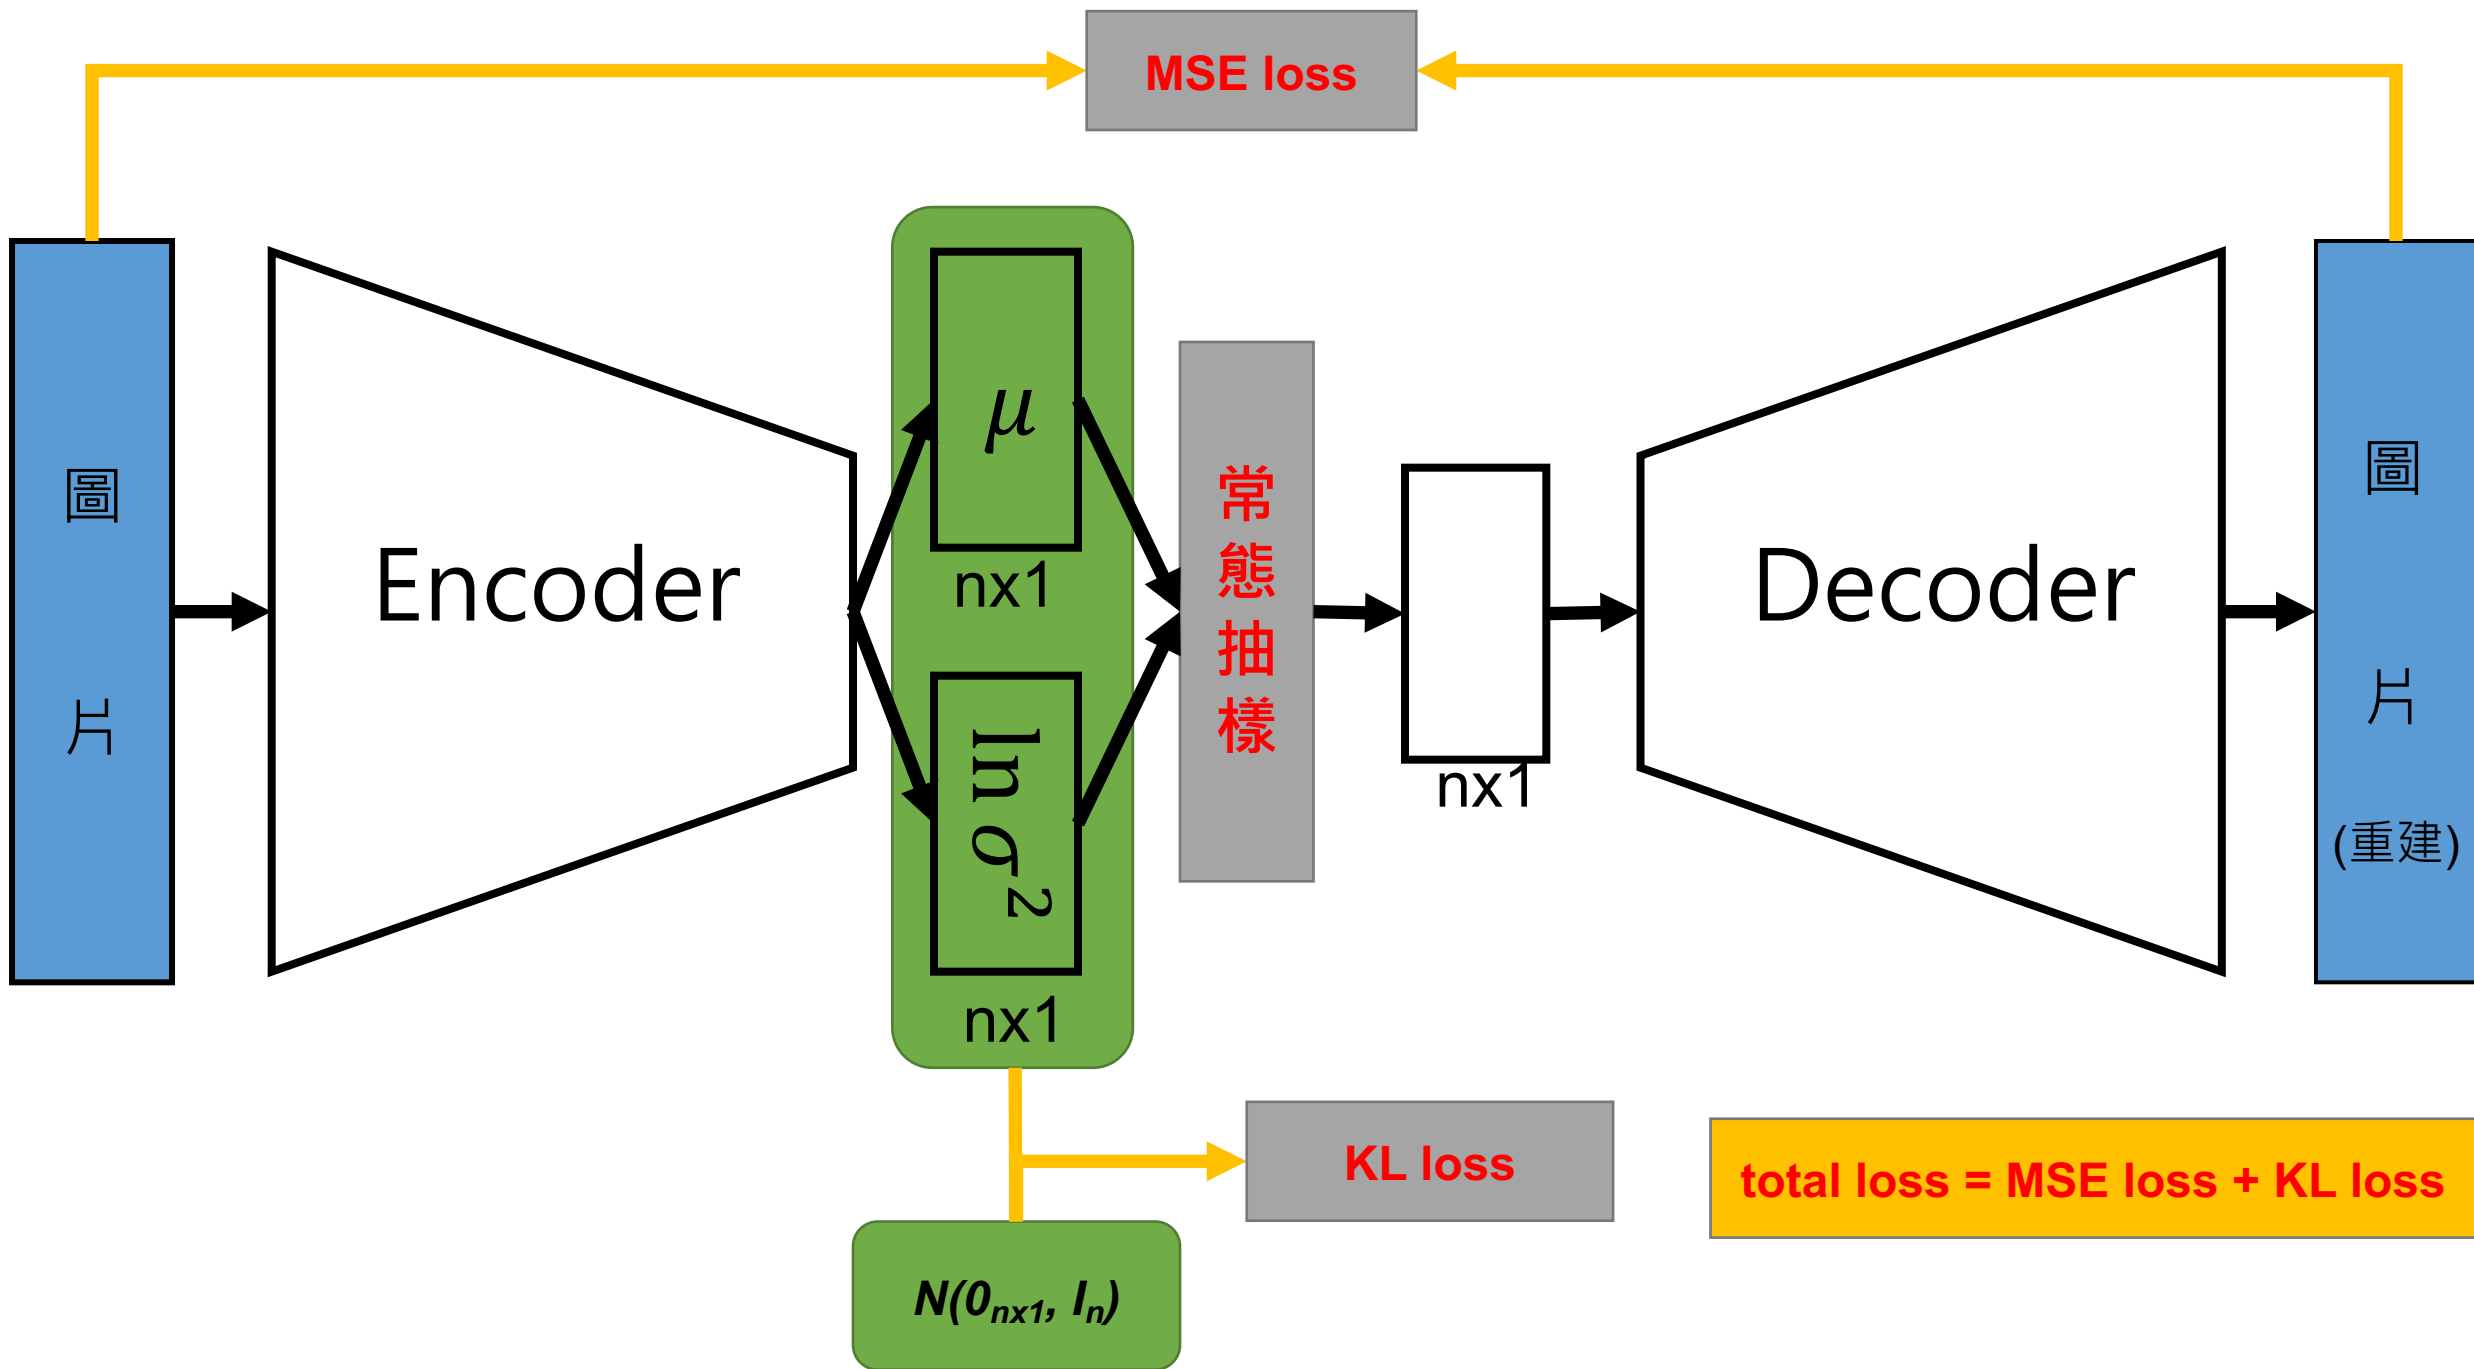 MSE loss
圖片
Encoder
μ
nx1
ln σ²
nx1
常態抽樣
nx1
Decoder
圖片
(重建)
KL loss
total loss = MSE loss + KL loss
N(0ₙₓ₁, Iₙ)